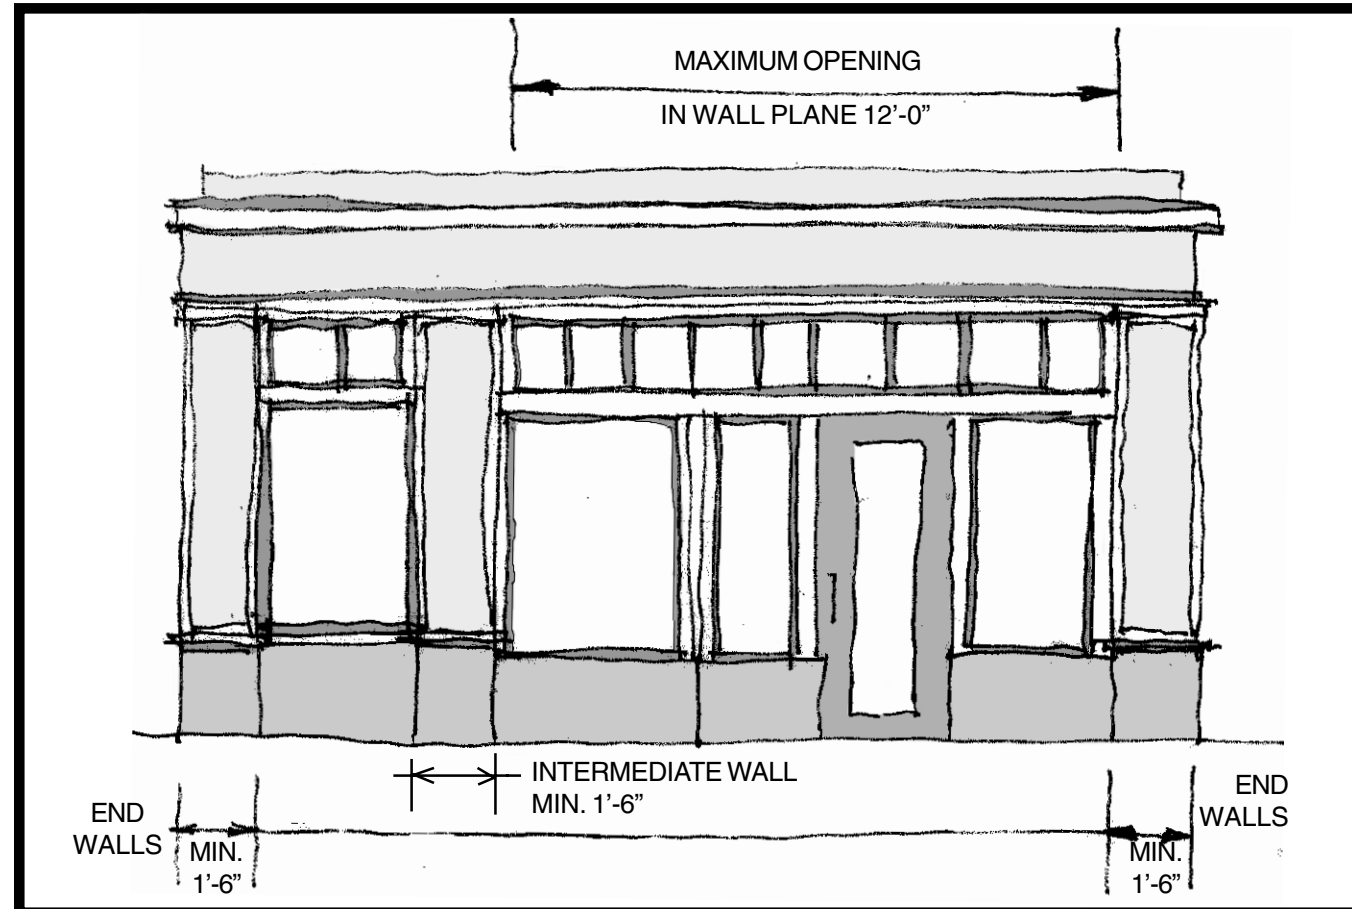 MAXIMUM OPENING
IN WALL PLANE 12’-0”
INTERMEDIATE WALL
MIN. 1’-6”
END
WALLS
MIN.
1’-6”
END
WALLS
MIN.
1’-6”